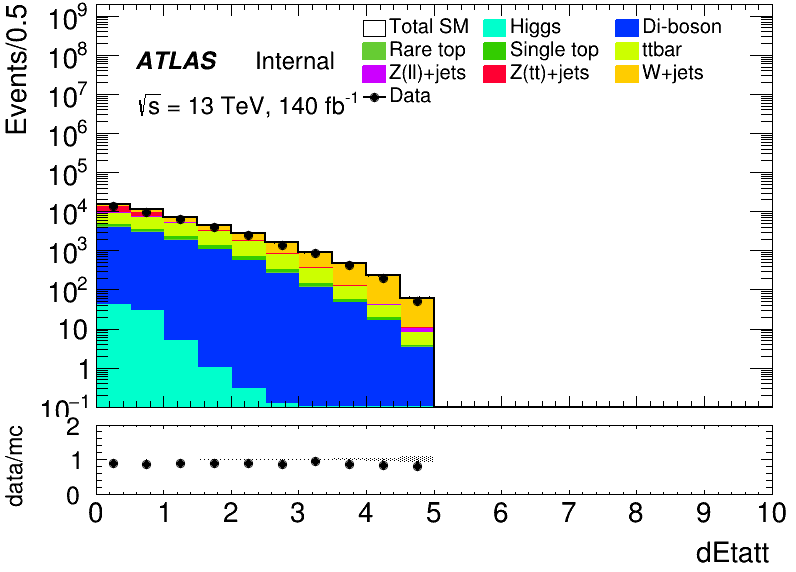 Events/0.5
10⁹
10⁸
10⁷
10⁶
10⁵
10⁴
10³
10²
10
1
10⁻¹
ATLAS Internal
√s = 13 TeV, 140 fb⁻¹
Total SM Higgs Di-boson
Rare top Single top ttbar
Z(ll)+jets Z(tt)+jets W+jets
Data
data/mc
2
1
0
0 1 2 3 4 5 6 7 8 9 10
dEtatt